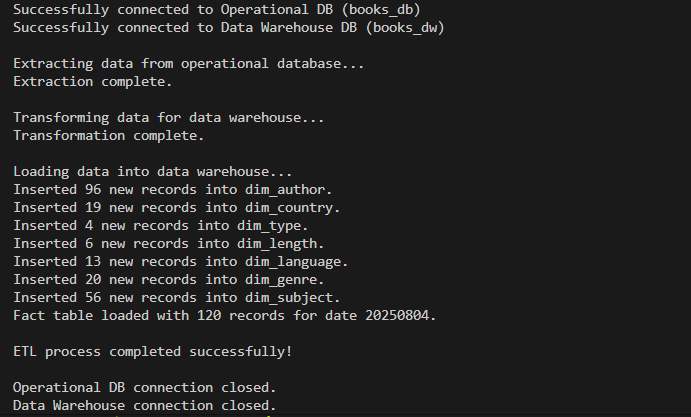 Successfully connected to Operational DB (books_db)
Successfully connected to Data Warehouse DB (books_dw)
Extracting data from operational database...
Extraction complete.
Transforming data for data warehouse...
Transformation complete.
Loading data into data warehouse...
Inserted 96 new records into dim_author.
Inserted 19 new records into dim_country.
Inserted 4 new records into dim_type.
Inserted 6 new records into dim_length.
Inserted 13 new records into dim_language.
Inserted 20 new records into dim_genre.
Inserted 56 new records into dim_subject.
Fact table loaded with 120 records for date 20250804.
ETL process completed successfully!
Operational DB connection closed.
Data Warehouse connection closed.